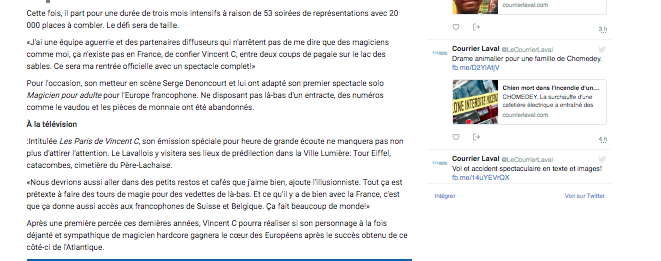 Cette fois, il part pour une durée de trois mois intensifs à raison de 53 soirées de représentations avec 20
000 places à combler. Le défi sera de taille.
«J'ai une équipe aguerrie et des partenaires diffuseurs qui n'arrêtent pas de me dire que des magiciens
comme moi, ça n'existe pas en France, de confier Vincent C, entre deux coups de pagaie sur le lac des
sables. Ce sera ma rentrée officielle avec un spectacle complet!»
Pour l'occasion, son metteur en scène Serge Denoncourt et lui ont adapté son premier spectacle solo
Magicien pour adulte pour l'Europe francophone. Ne disposant pas là-bas d'un entracte, des numéros
comme le vaudou et les pièces de monnaie ont été abandonnés.
À la télévision
:Intitulée Les Paris de Vincent C, son émission spéciale pour heure de grande écoute ne manquera pas non
plus d'attirer l'attention. Le Lavallois y visitera ses lieux de prédilection dans la Ville Lumière: Tour Eiffel,
catacombes, cimetière du Père-Lachaise.
«Nous devrions aussi aller dans des petits restos et cafés que j'aime bien, ajoute l'illusionniste. Tout ça est
prétexte à faire des tours de magie pour des vedettes de là-bas. Et ce qu'il y a de bien avec la France, c'est
que ça donne aussi accès aux francophones de Suisse et Belgique. Ça fait beaucoup de monde!»
Après une première percée ces dernières années, Vincent C pourra réaliser si son personnage à la fois
déjanté et sympathique de magicien hardcore gagnera le cœur des Européens après le succès obtenu de ce
côté-ci de l'Atlantique.
courrierlaval.com
3 h
Courrier Laval @LeCourrierLaval
Drame animalier pour une famille de Chomedey.
fb.me/D2YiAtjV
Chien mort dans l'incendie d'un...
CHOMEDEY. La surchauffe d'une
cafetière électrique a entraîné des
courrierlaval.com
4 h
Courrier Laval @LeCourrierLaval
Vol et accident spectaculaire en texte et images!
fb.me/14uYEVrQX
Intégrer
Voir sur Twitter